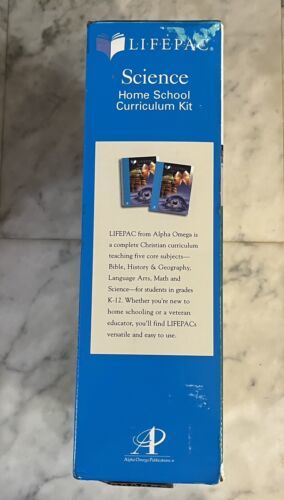 LIFEPAC®
Science
Home School
Curriculum Kit
LIFEPAC from Alpha Omega is
a complete Christian curriculum
teaching five core subjects—
Bible, History & Geography,
Language Arts, Math and
Science—for students in grades
K-12. Whether you're new to
home schooling or a veteran
educator, you'll find LIFEPACs
versatile and easy to use.
Alpha Omega Publications®